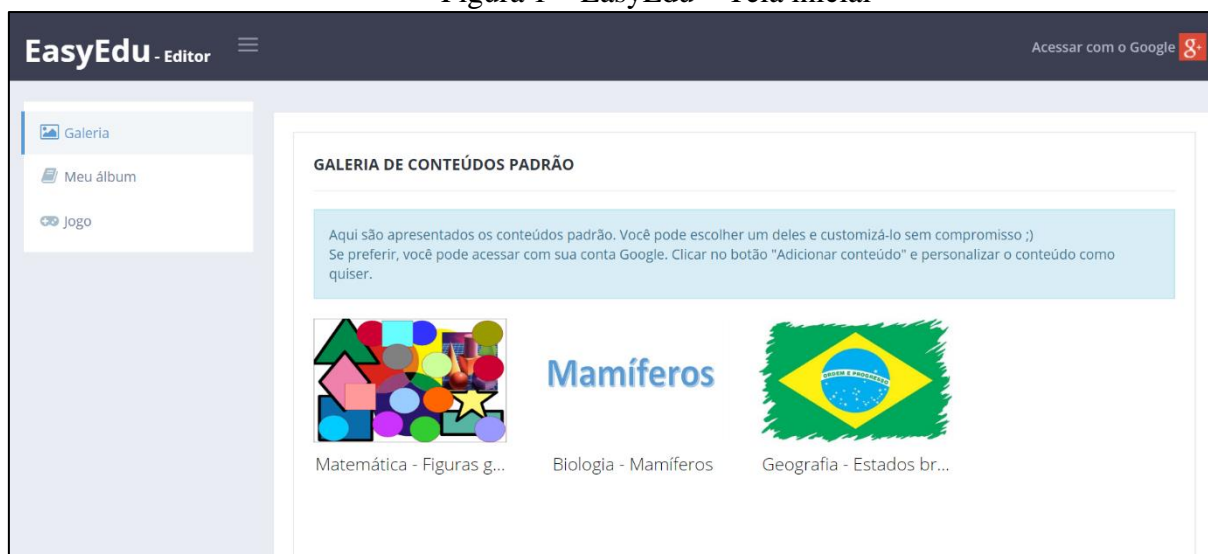 Figura 1 – EasyEdu – Tela inicial
EasyEdu - Editor
Acessar com o Google g+
Galeria
Meu álbum
Jogo
GALERIA DE CONTEÚDOS PADRÃO
Aqui são apresentados os conteúdos padrão. Você pode escolher um deles e customizá-lo sem compromisso ;)
Se preferir, você pode acessar com sua conta Google. Clicar no botão "Adicionar conteúdo" e personalizar o conteúdo como
quiser.
Mamíferos
ORDEM E PROGRESSO
Matemática - Figuras g...
Biologia - Mamíferos
Geografia - Estados br...